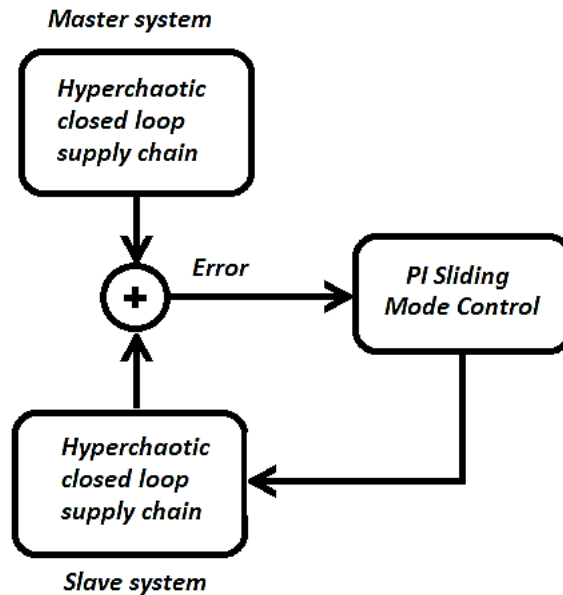 Master system
Hyperchaotic
closed loop
supply chain
Error
+
PI Sliding
Mode Control
Hyperchaotic
closed loop
supply chain
Slave system